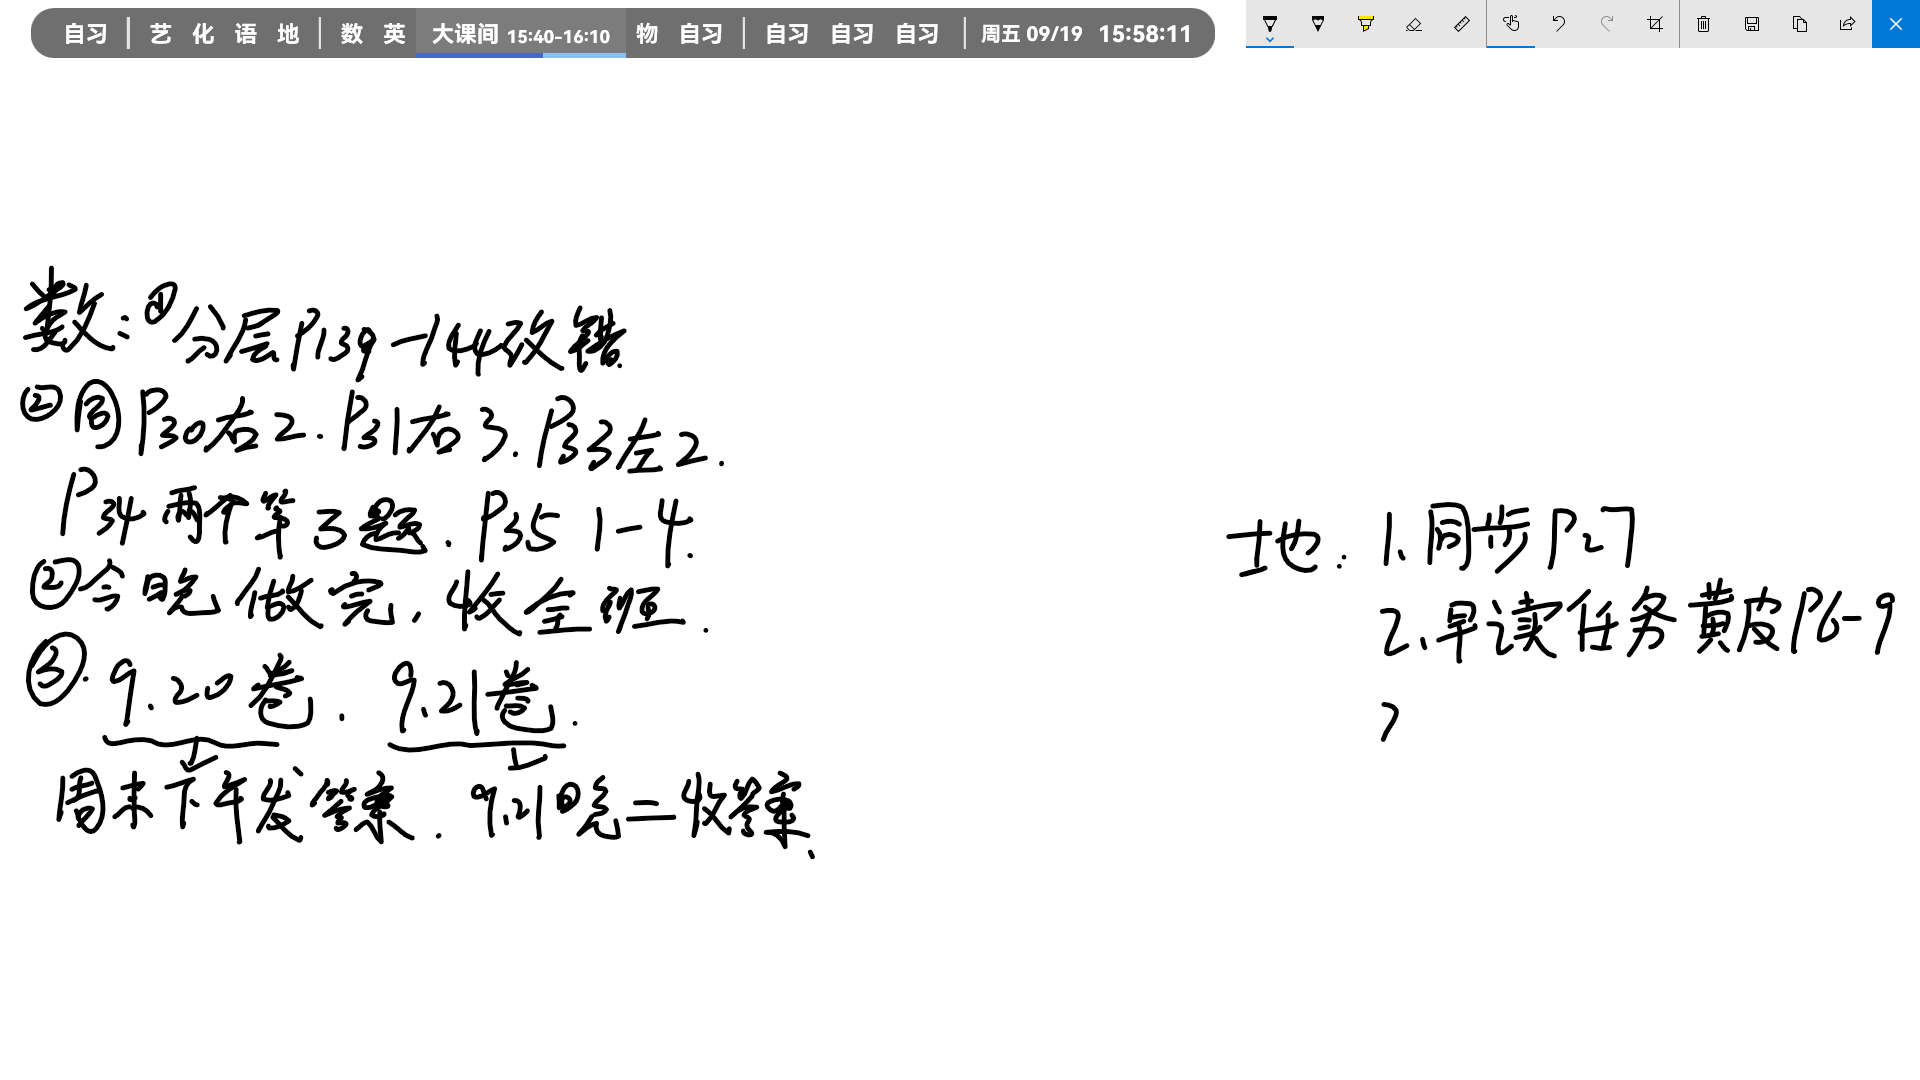 自习 | 艺 化 语 地 | 数 英 大课间 15:40-16:10 物 自习 | 自习 自习 自习 | 周五 09/19 15:58:11
数:①分层P139-144改错.
②同P30右2.P31右3.P33左2.
P34两个第3题.P35 1-4.
②今晚做完,收全班.
③.9.20卷.9.21卷.
周末下午发答案.9.21日晚二收答案.
地:1.同步P27
2.早读任务黄皮P6-9